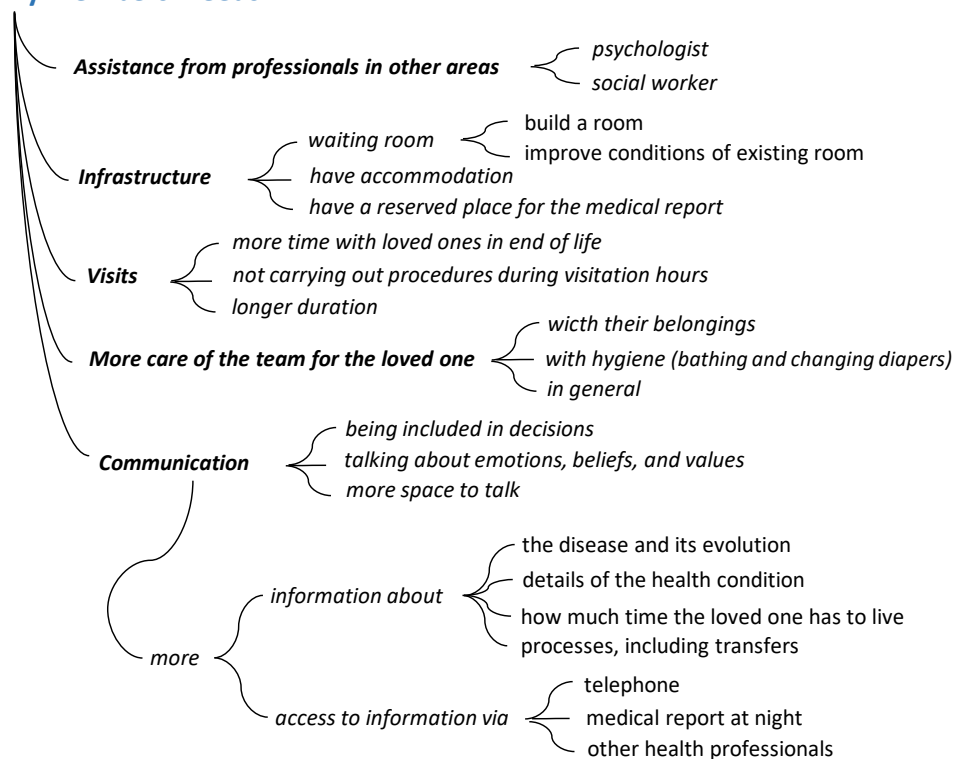 Assistance from professionals in other areas
psychologist
social worker
Infrastructure
waiting room
build a room
improve conditions of existing room
have accommodation
have a reserved place for the medical report
Visits
more time with loved ones in end of life
not carrying out procedures during visitation hours
longer duration
More care of the team for the loved one
wicth their belongings
with hygiene (bathing and changing diapers)
in general
Communication
being included in decisions
talking about emotions, beliefs, and values
more space to talk
more
information about
the disease and its evolution
details of the health condition
how much time the loved one has to live
processes, including transfers
access to information via
telephone
medical report at night
other health professionals